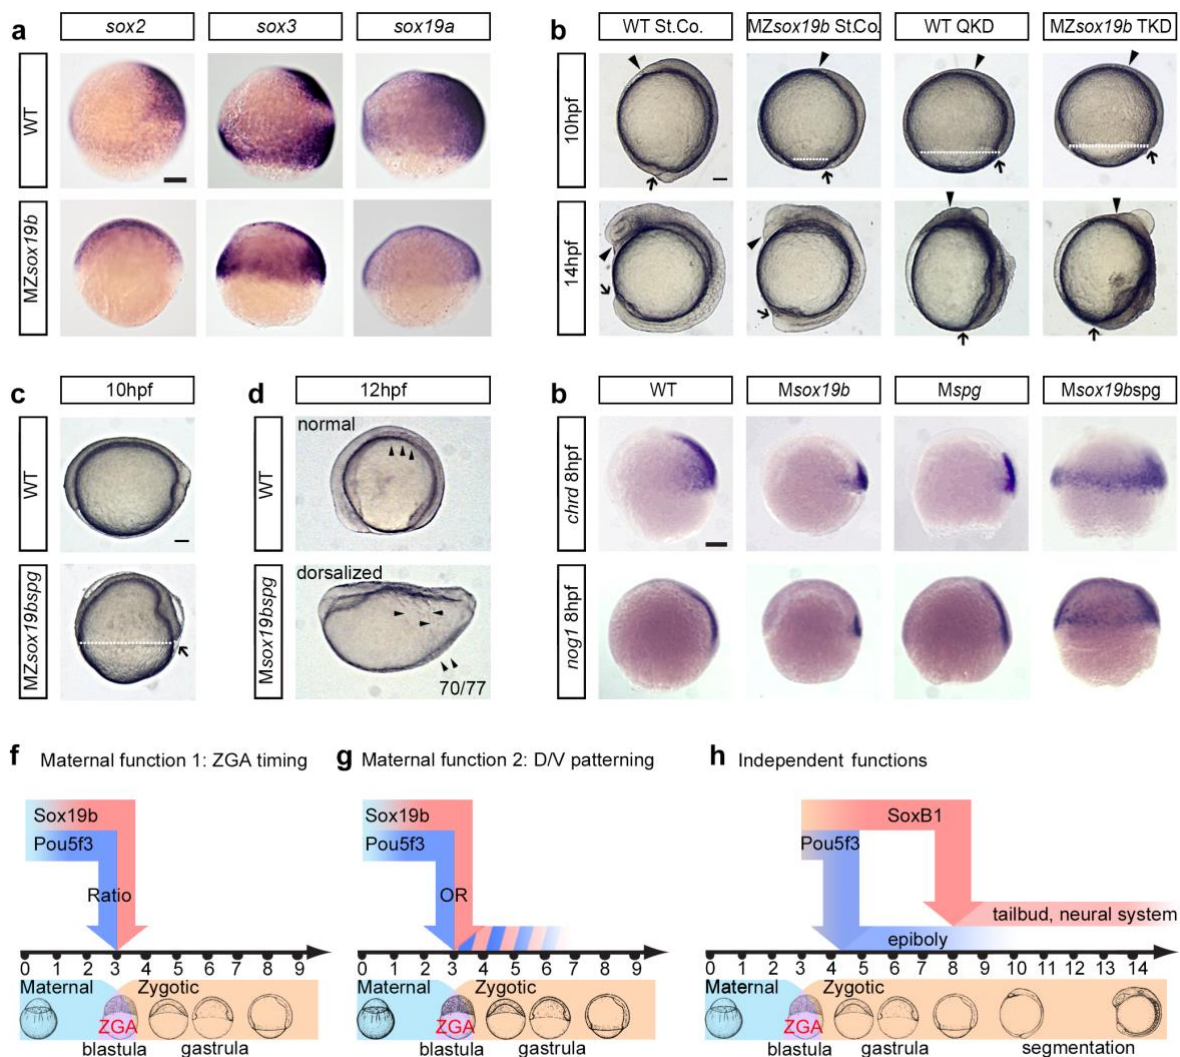 a
sox2
sox3
sox19a
WT
MZsox19b
b
WT St.Co.
MZsox19b St.Co.
WT QKD
MZsox19b TKD
10hpf
14hpf
c
10hpf
WT
MZsox19bspg
d
12hpf
WT
normal
Msox19bspg
dorsalized
70/77
b
WT
Msox19b
Mspg
Msox19bspg
chrd 8hpf
nog1 8hpf
f Maternal function 1: ZGA timing
Sox19b
Pou5f3
Ratio
0 1 2 3 4 5 6 7 8 9
Maternal
Zygotic
ZGA
blastula
gastrula
g Maternal function 2: D/V patterning
Sox19b
Pou5f3
OR
0 1 2 3 4 5 6 7 8 9
Maternal
Zygotic
ZGA
blastula
gastrula
h Independent functions
SoxB1
Pou5f3
tailbud, neural system
epiboly
0 1 2 3 4 5 6 7 8 9 10 11 12 13 14
Maternal
Zygotic
ZGA
blastula
gastrula
segmentation